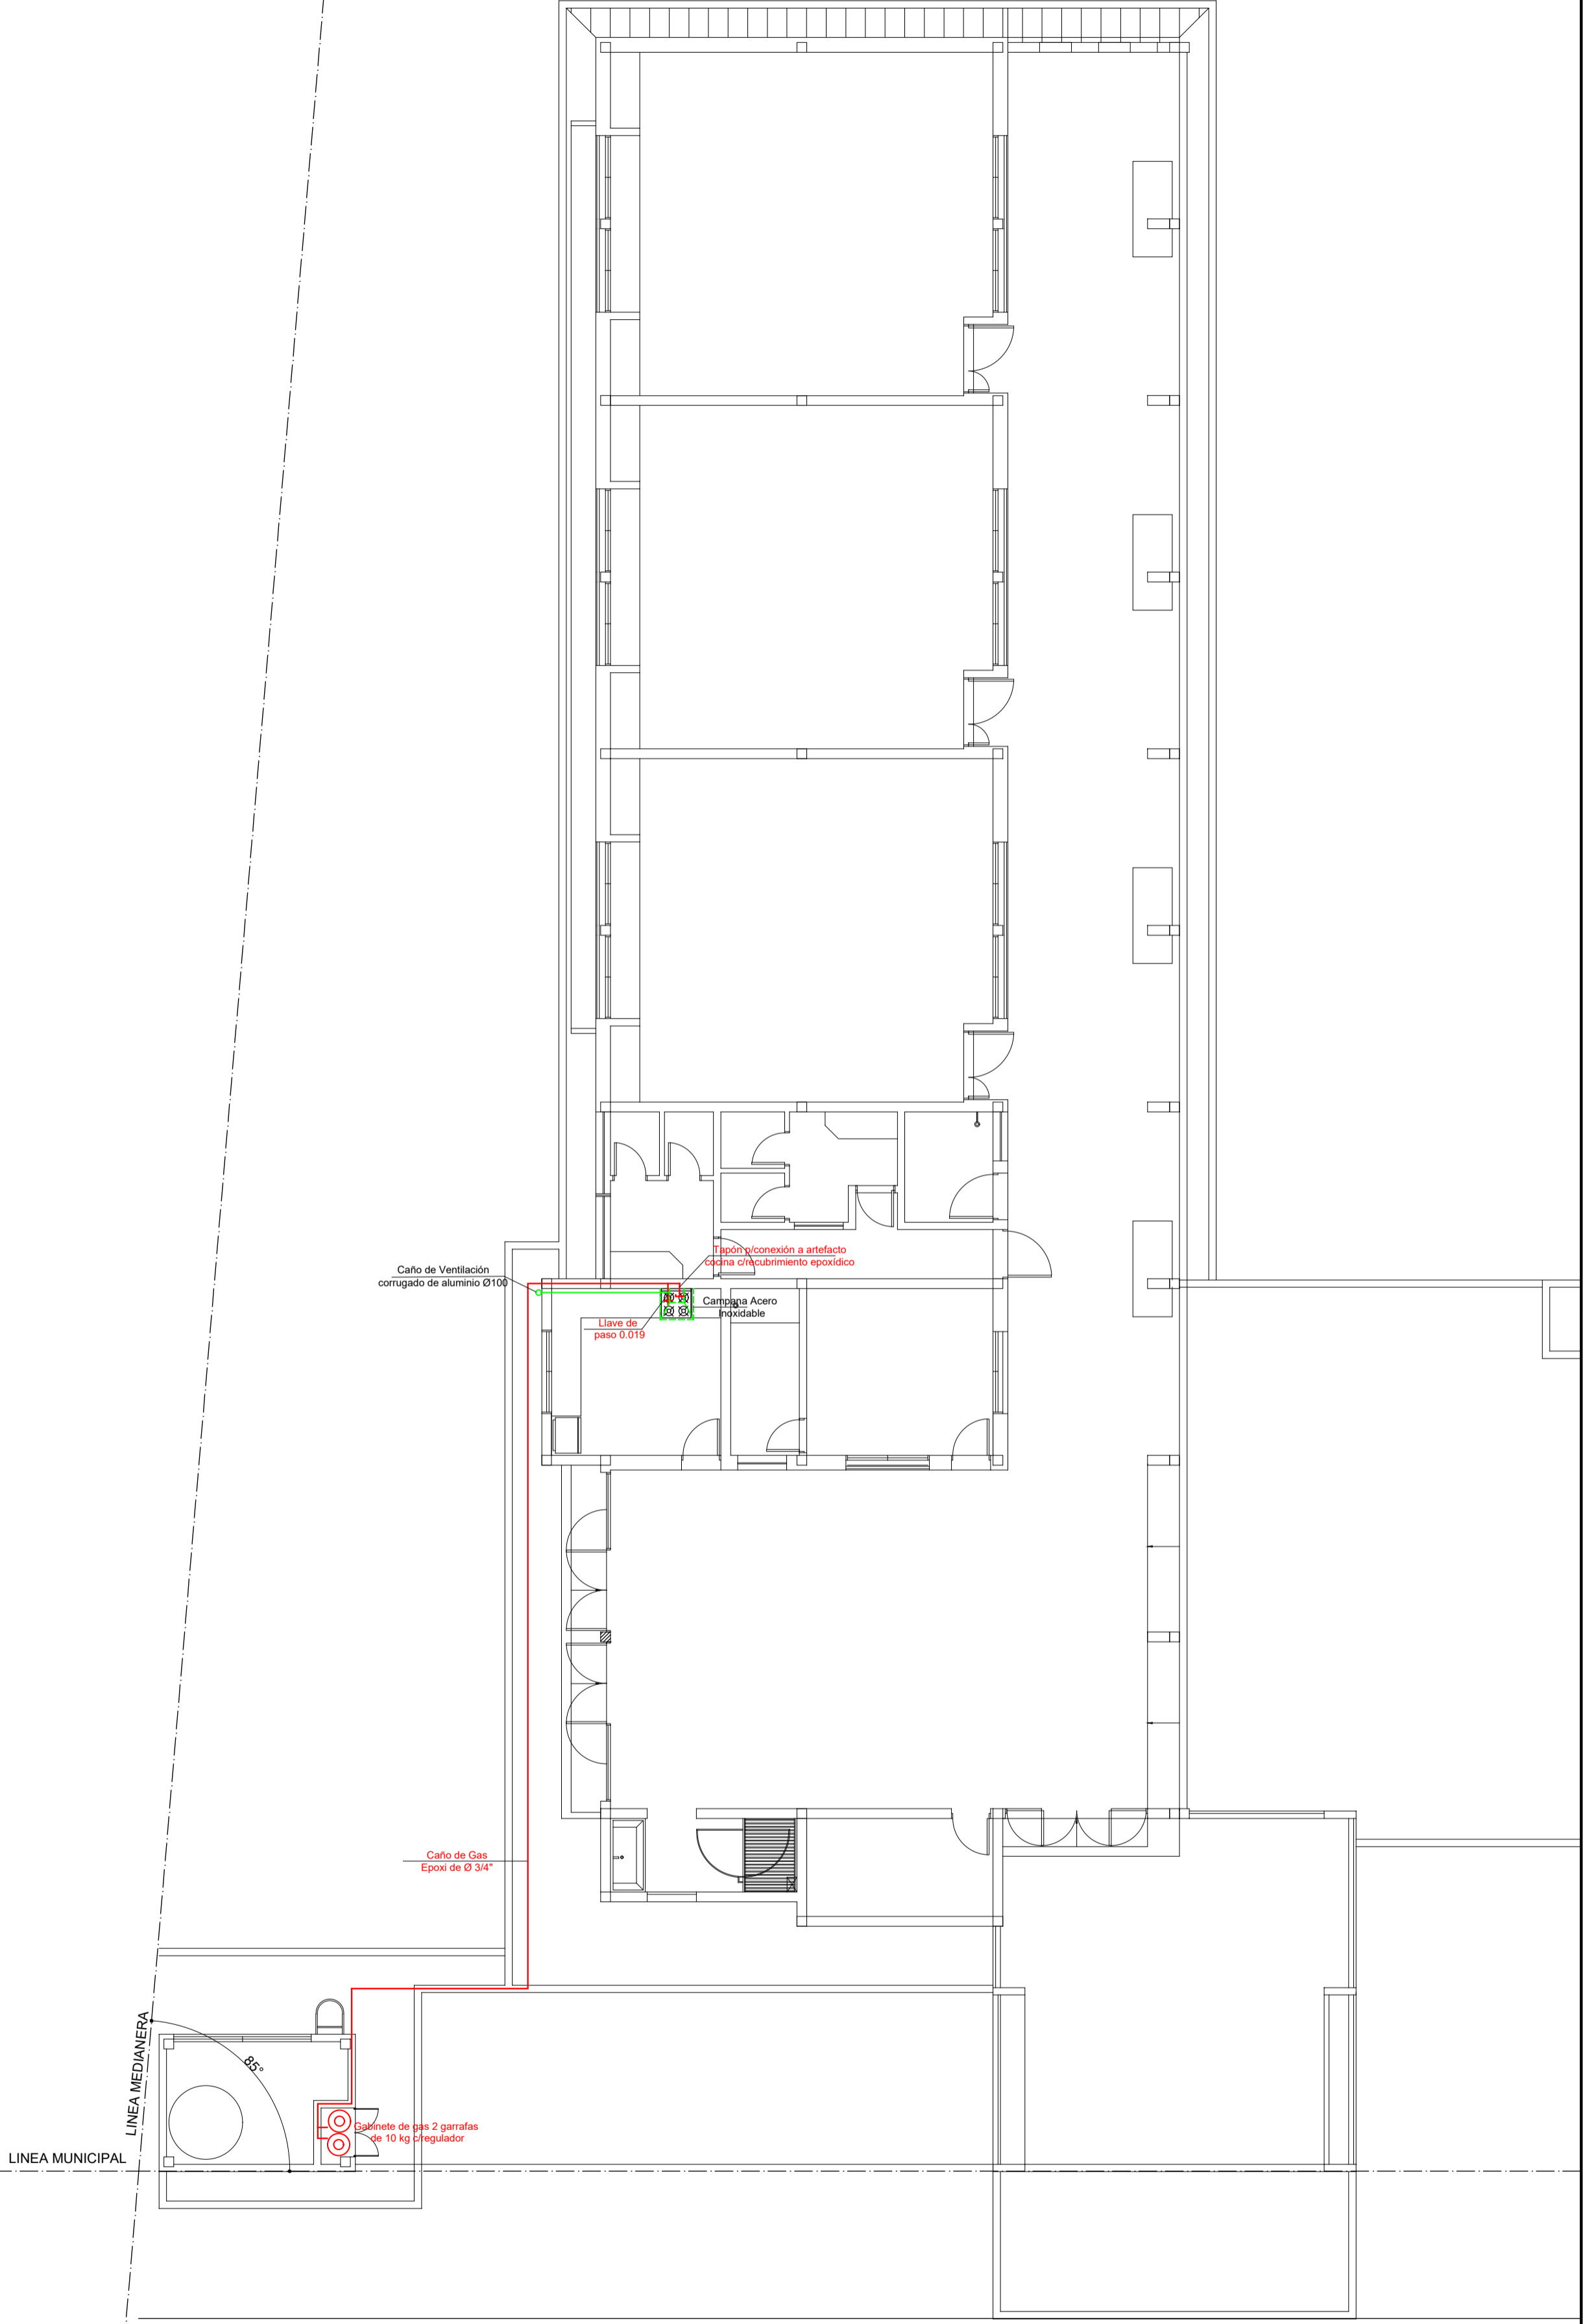 Tapón p/conexión a artefacto
cocina c/recubrimiento epoxídico
Caño de Ventilación
corrugado de aluminio Ø100
Campana Acero
Inoxidable
Llave de
paso 0.019
Caño de Gas
Epoxi de Ø 3/4"
LINEA MEDIANERA
85°
Gabinete de gas 2 garrafas
de 10 kg c/regulador
LINEA MUNICIPAL